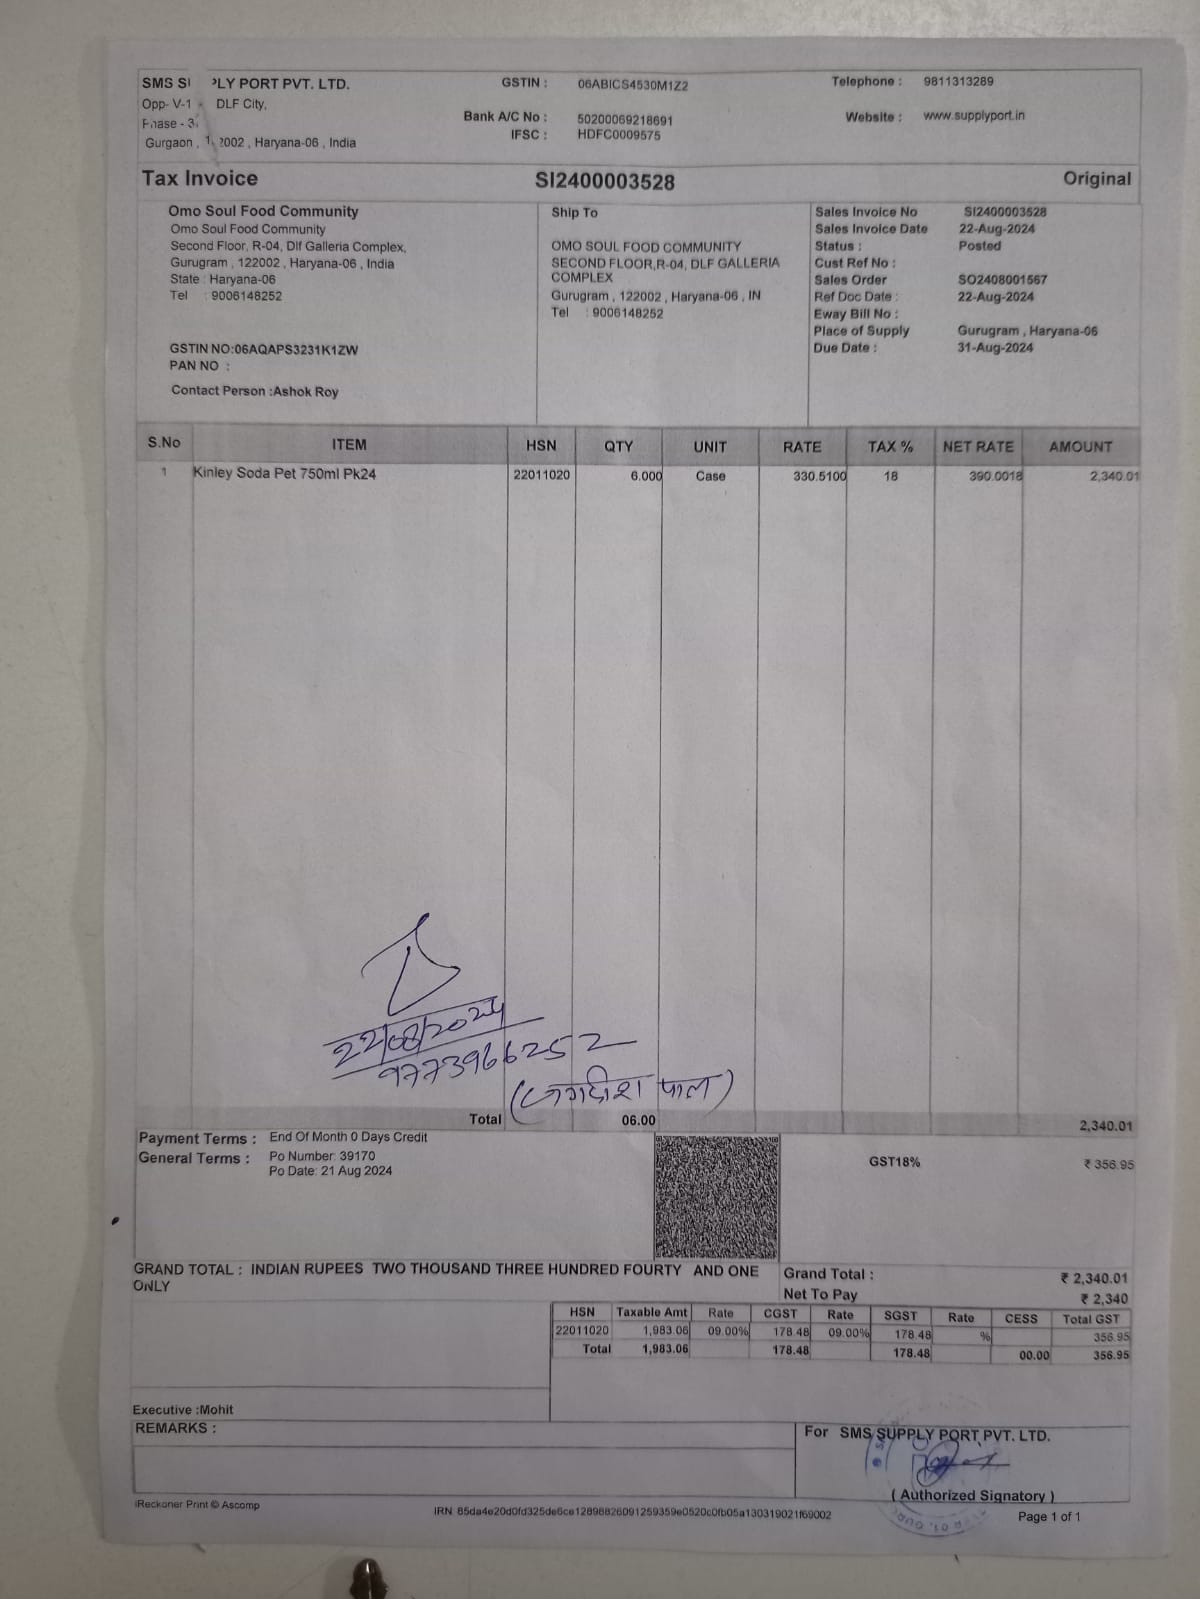 SMS S PLY PORT PVT. LTD. GSTIN : 06ABICS4530M1Z2 Telephone : 9811313289
Opp- V-1 - DLF City,
Bank A/C No : 50200069218691 Website : www.supplyport.in
Phase - 3, IFSC : HDFC0009575
Gurgaon , 1 2002 , Haryana-06 , India
Tax Invoice SI2400003528 Original
Omo Soul Food Community
Omo Soul Food Community
Second Floor, R-04, Dlf Galleria Complex,
Gurugram , 122002 , Haryana-06 , India
State : Haryana-06
Tel : 9006148252
GSTIN NO:06AQAPS3231K1ZW
PAN NO :
Contact Person :Ashok Roy
Ship To
OMO SOUL FOOD COMMUNITY
SECOND FLOOR,R-04, DLF GALLERIA
COMPLEX
Gurugram , 122002 , Haryana-06 , IN
Tel : 9006148252
Sales Invoice No SI2400003528
Sales Invoice Date 22-Aug-2024
Status : Posted
Cust Ref No :
Sales Order SO2408001567
Ref Doc Date : 22-Aug-2024
Eway Bill No :
Place of Supply Gurugram , Haryana-06
Due Date : 31-Aug-2024
S.No ITEM HSN QTY UNIT RATE TAX % NET RATE AMOUNT
1 Kinley Soda Pet 750ml Pk24 22011020 6.000 Case 330.5100 18 390.0018 2,340.01
22/08/2024
9773966252
(जगदीश पाल)
Total 06.00 2,340.01
Payment Terms : End Of Month 0 Days Credit
General Terms : Po Number: 39170
Po Date: 21 Aug 2024
GST18% ₹ 356.95
GRAND TOTAL : INDIAN RUPEES TWO THOUSAND THREE HUNDRED FOURTY AND ONE
ONLY
Grand Total : ₹ 2,340.01
Net To Pay ₹ 2,340
HSN Taxable Amt Rate CGST Rate SGST Rate CESS Total GST
22011020 1,983.06 09.00% 178.48 09.00% 178.48 % 356.95
Total 1,983.06 178.48 178.48 00.00 356.95
Executive :Mohit
REMARKS :
For SMS SUPPLY PORT PVT. LTD.
( Authorized Signatory )
iReckoner Print © Ascomp
IRN 85da4e20d0fd325de6ce12898826091259359e0520c0fb05a130319021f69002
Page 1 of 1